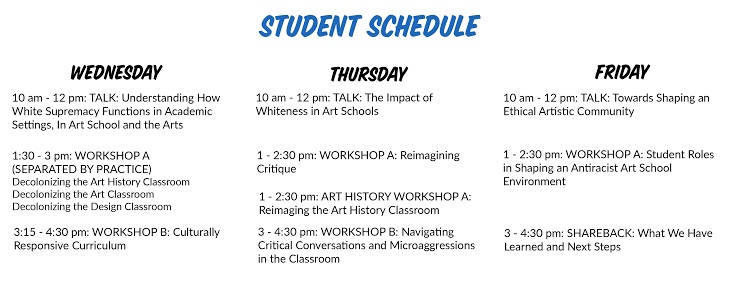 STUDENT SCHEDULE
WEDNESDAY
10 am - 12 pm: TALK: Understanding How
White Supremacy Functions in Academic
Settings, In Art School and the Arts
1:30 - 3 pm: WORKSHOP A
(SEPARATED BY PRACTICE)
Decolonizing the Art History Classroom
Decolonizing the Art Classroom
Decolonizing the Design Classroom
3:15 - 4:30 pm: WORKSHOP B: Culturally
Responsive Curriculum
THURSDAY
10 am - 12 pm: TALK: The Impact of
Whiteness in Art Schools
1 - 2:30 pm: WORKSHOP A: Reimagining
Critique
1 - 2:30 pm: ART HISTORY WORKSHOP A:
Reimaging the Art History Classroom
3 - 4:30 pm: WORKSHOP B: Navigating
Critical Conversations and Microaggressions
in the Classroom
FRIDAY
10 am - 12 pm: TALK: Towards Shaping an
Ethical Artistic Community
1 - 2:30 pm: WORKSHOP A: Student Roles
in Shaping an Antiracist Art School
Environment
3 - 4:30 pm: SHAREBACK: What We Have
Learned and Next Steps